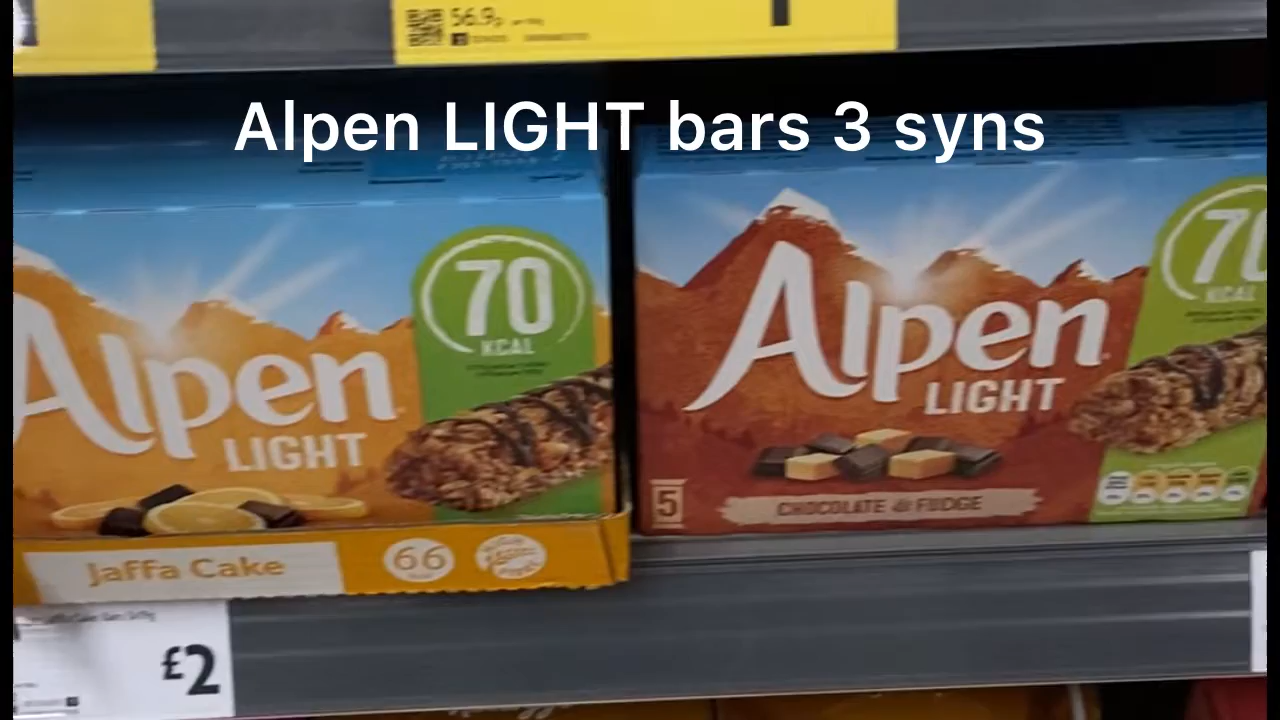 56.9p
Alpen LIGHT bars 3 syns
70
KCAL
Alpen
LIGHT
Jaffa Cake
66
£2
70
KCAL
Alpen
LIGHT
5
CHOCOLATE & FUDGE